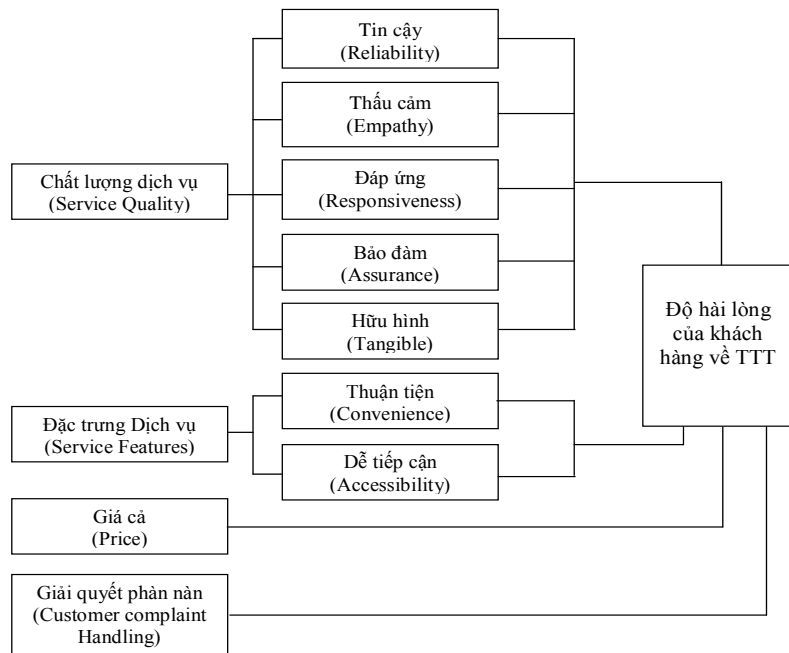 Tin cậy
(Reliability)
Thấu cảm
(Empathy)
Chất lượng dịch vụ
(Service Quality)
Đáp ứng
(Responsiveness)
Bảo đàm
(Assurance)
Hữu hình
(Tangible)
Độ hài lòng
của khách
hàng về TTT
Đặc trưng Dịch vụ
(Service Features)
Thuận tiện
(Convenience)
Dễ tiếp cận
(Accessibility)
Giá cả
(Price)
Giải quyết phàn nàn
(Customer complaint
Handling)